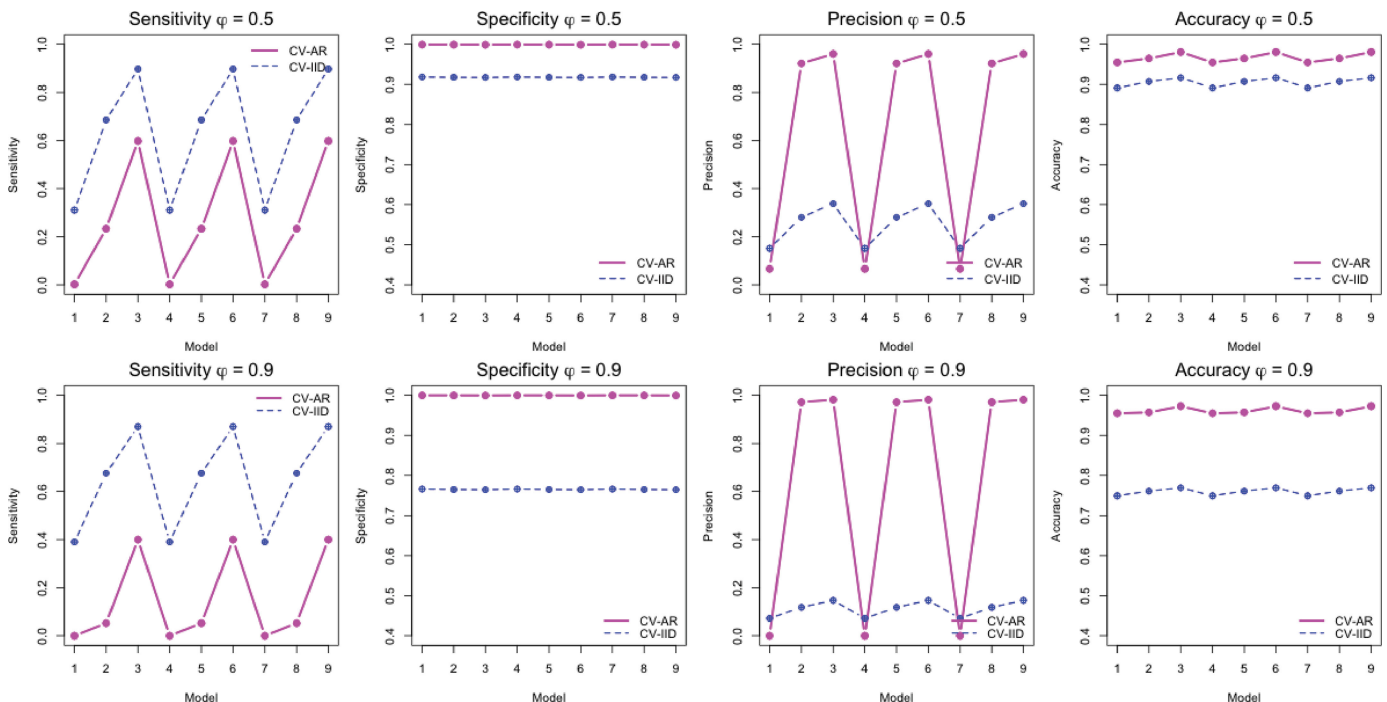 Sensitivity φ = 0.5
Sensitivity
1.0
0.8
0.6
0.4
0.2
0.0
CV-AR
CV-IID
1 2 3 4 5 6 7 8 9
Model
Specificity φ = 0.5
Specificity
1.0
0.9
0.8
0.7
0.6
0.5
0.4
CV-AR
CV-IID
1 2 3 4 5 6 7 8 9
Model
Precision φ = 0.5
Precision
1.0
0.8
0.6
0.4
0.2
0.0
CV-AR
CV-IID
1 2 3 4 5 6 7 8 9
Model
Accuracy φ = 0.5
Accuracy
1.0
0.9
0.8
0.7
0.6
0.5
0.4
CV-AR
CV-IID
1 2 3 4 5 6 7 8 9
Model
Sensitivity φ = 0.9
Sensitivity
1.0
0.8
0.6
0.4
0.2
0.0
CV-AR
CV-IID
1 2 3 4 5 6 7 8 9
Model
Specificity φ = 0.9
Specificity
1.0
0.9
0.8
0.7
0.6
0.5
0.4
CV-AR
CV-IID
1 2 3 4 5 6 7 8 9
Model
Precision φ = 0.9
Precision
1.0
0.8
0.6
0.4
0.2
0.0
CV-AR
CV-IID
1 2 3 4 5 6 7 8 9
Model
Accuracy φ = 0.9
Accuracy
1.0
0.9
0.8
0.7
0.6
0.5
0.4
CV-AR
CV-IID
1 2 3 4 5 6 7 8 9
Model